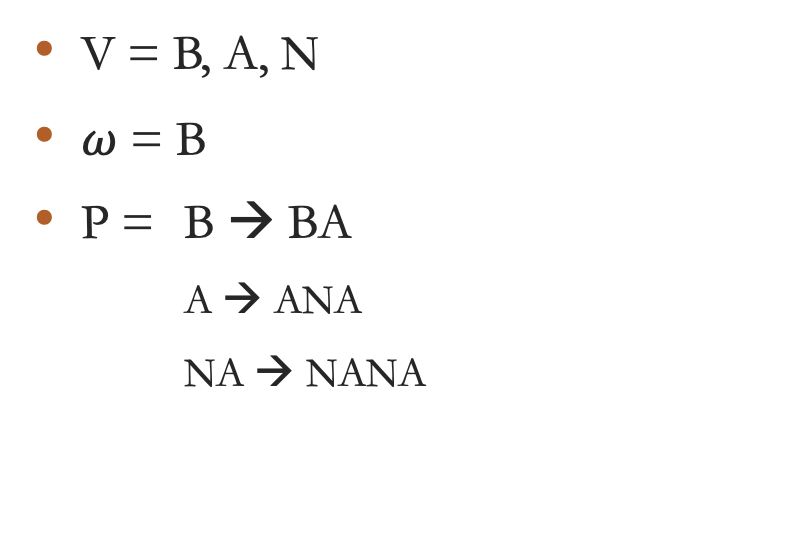 • V = B, A, N
• ω = B
• P = B → BA
A → ANA
NA → NANA